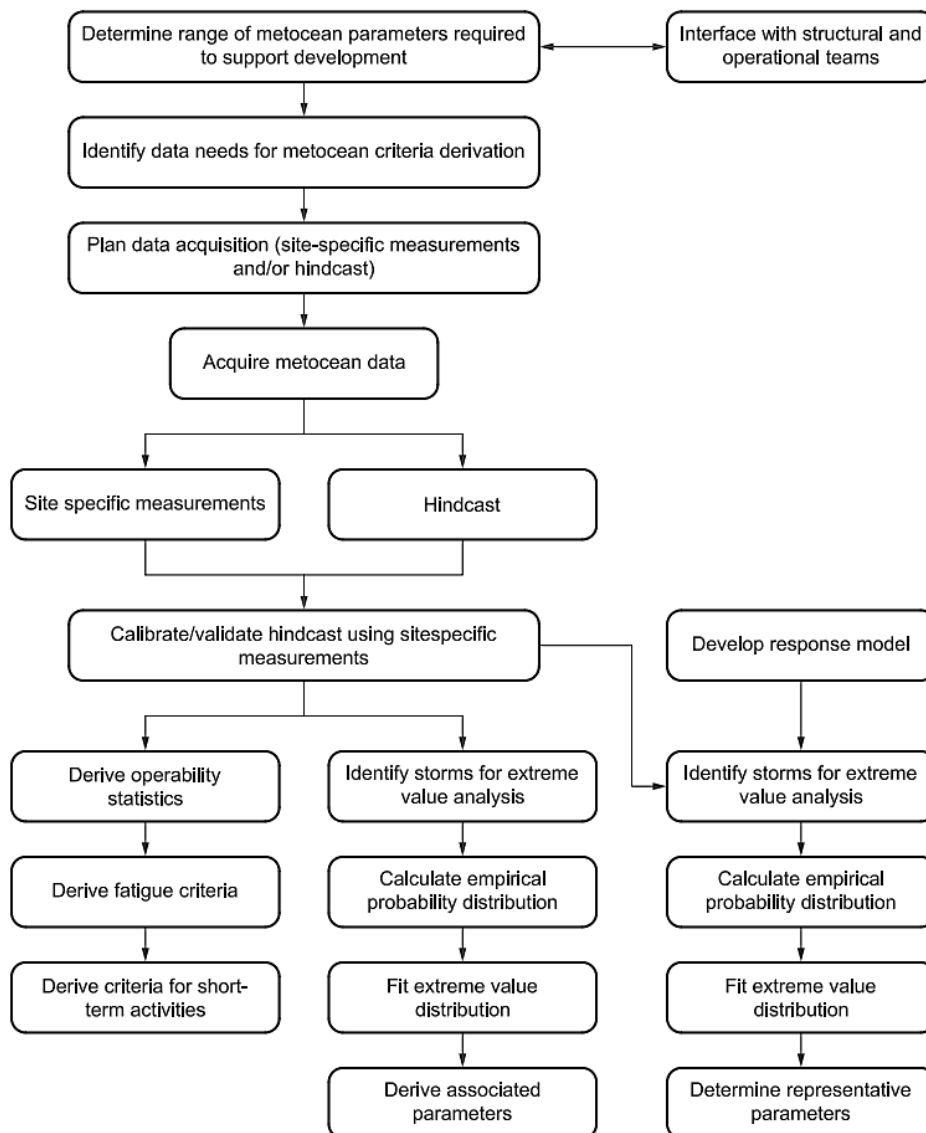 Determine range of metocean parameters required
to support development
Interface with structural and
operational teams
Identify data needs for metocean criteria derivation
Plan data acquisition (site-specific measurements
and/or hindcast)
Acquire metocean data
Site specific measurements
Hindcast
Calibrate/validate hindcast using sitespecific
measurements
Develop response model
Derive operability
statistics
Identify storms for extreme
value analysis
Identify storms for extreme
value analysis
Derive fatigue criteria
Calculate empirical
probability distribution
Calculate empirical
probability distribution
Derive criteria for short-
term activities
Fit extreme value
distribution
Fit extreme value
distribution
Derive associated
parameters
Determine representative
parameters